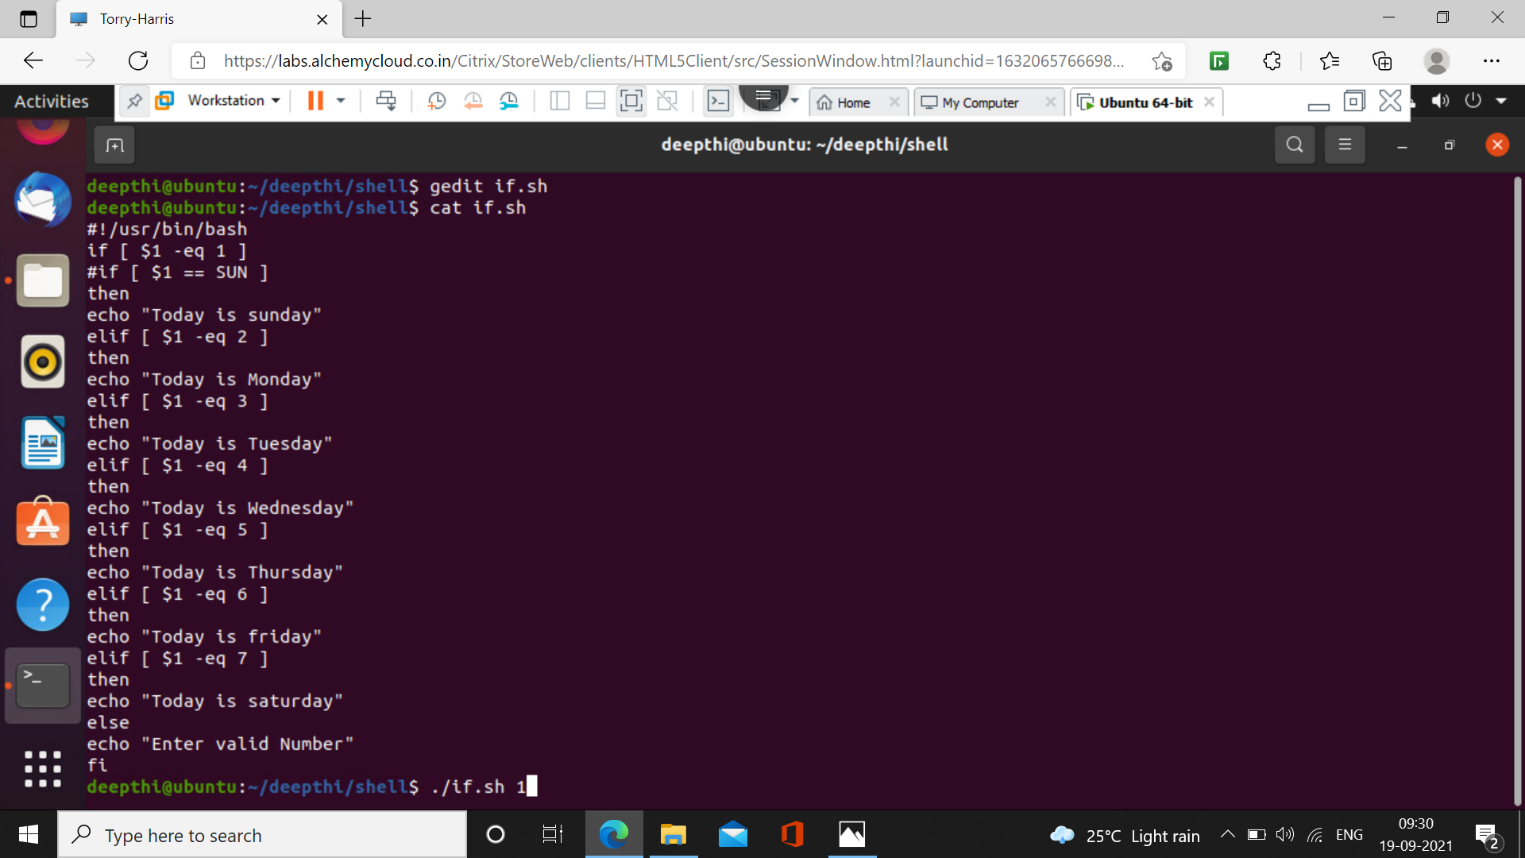 Torry-Harris
https://labs.alchemycloud.co.in/Citrix/StoreWeb/clients/HTML5Client/src/SessionWindow.html?launchid=1632065766698...
Activities
Workstation
Home
My Computer
Ubuntu 64-bit
deepthi@ubuntu: ~/deepthi/shell
deepthi@ubuntu:~/deepthi/shell$ gedit if.sh
deepthi@ubuntu:~/deepthi/shell$ cat if.sh
#!/usr/bin/bash
if [ $1 -eq 1 ]
#if [ $1 == SUN ]
then
echo "Today is sunday"
elif [ $1 -eq 2 ]
then
echo "Today is Monday"
elif [ $1 -eq 3 ]
then
echo "Today is Tuesday"
elif [ $1 -eq 4 ]
then
echo "Today is Wednesday"
elif [ $1 -eq 5 ]
then
echo "Today is Thursday"
elif [ $1 -eq 6 ]
then
echo "Today is friday"
elif [ $1 -eq 7 ]
then
echo "Today is saturday"
else
echo "Enter valid Number"
fi
deepthi@ubuntu:~/deepthi/shell$ ./if.sh 1
Type here to search
25°C Light rain
ENG
09:30
19-09-2021
2